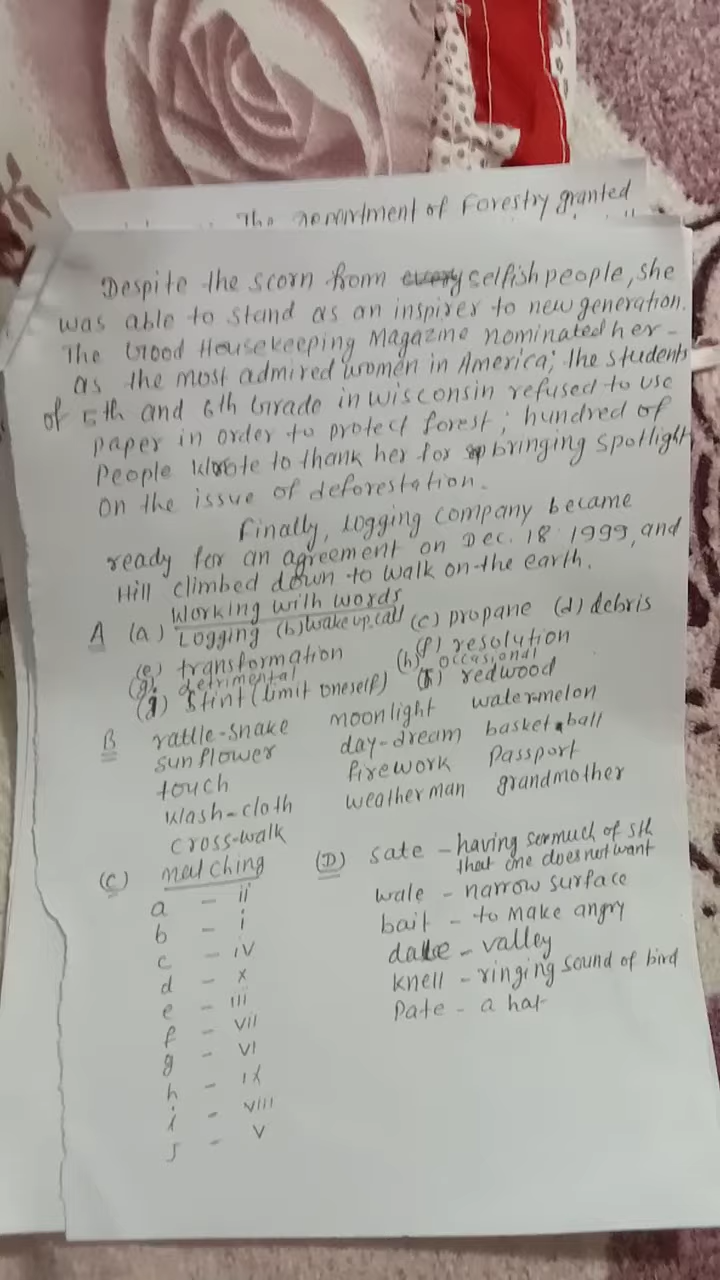 The Department of Forestry granted
Despite the scorn from every selfish people, she
was able to stand as an inspirer to new generation.
The Good Housekeeping Magazine nominated her -
as the most admired women in America; the students
of 5th and 6th Grade in Wisconsin refused to use
paper in order to protect forest; hundred of
People wrote to thank her for bringing spotlight
on the issue of deforestation.
Finally, Logging company became
ready for an agreement on Dec. 18 1999, and
Hill climbed down to walk on the earth.
Working with words
A (a) Logging (b) Wake up call (c) propane (d) debris
(e) transformation (f) resolution
(g) detrimental (h) occasional
(j) Stint (limit oneself) redwood
B rattle-snake moonlight watermelon
sunflower day-dream basket ball
touch firework Passport
Wash-cloth weather man grandmother
cross-walk
(C) matching
a - ii
b - i
c - iv
d - x
e - iii
f - vii
g - vi
h - ix
i - viii
j - v
(D) sate - having so much of sth
that one does not want
wale - narrow surface
bait - to make angry
dale - valley
knell - ringing sound of bird
Pate - a hat